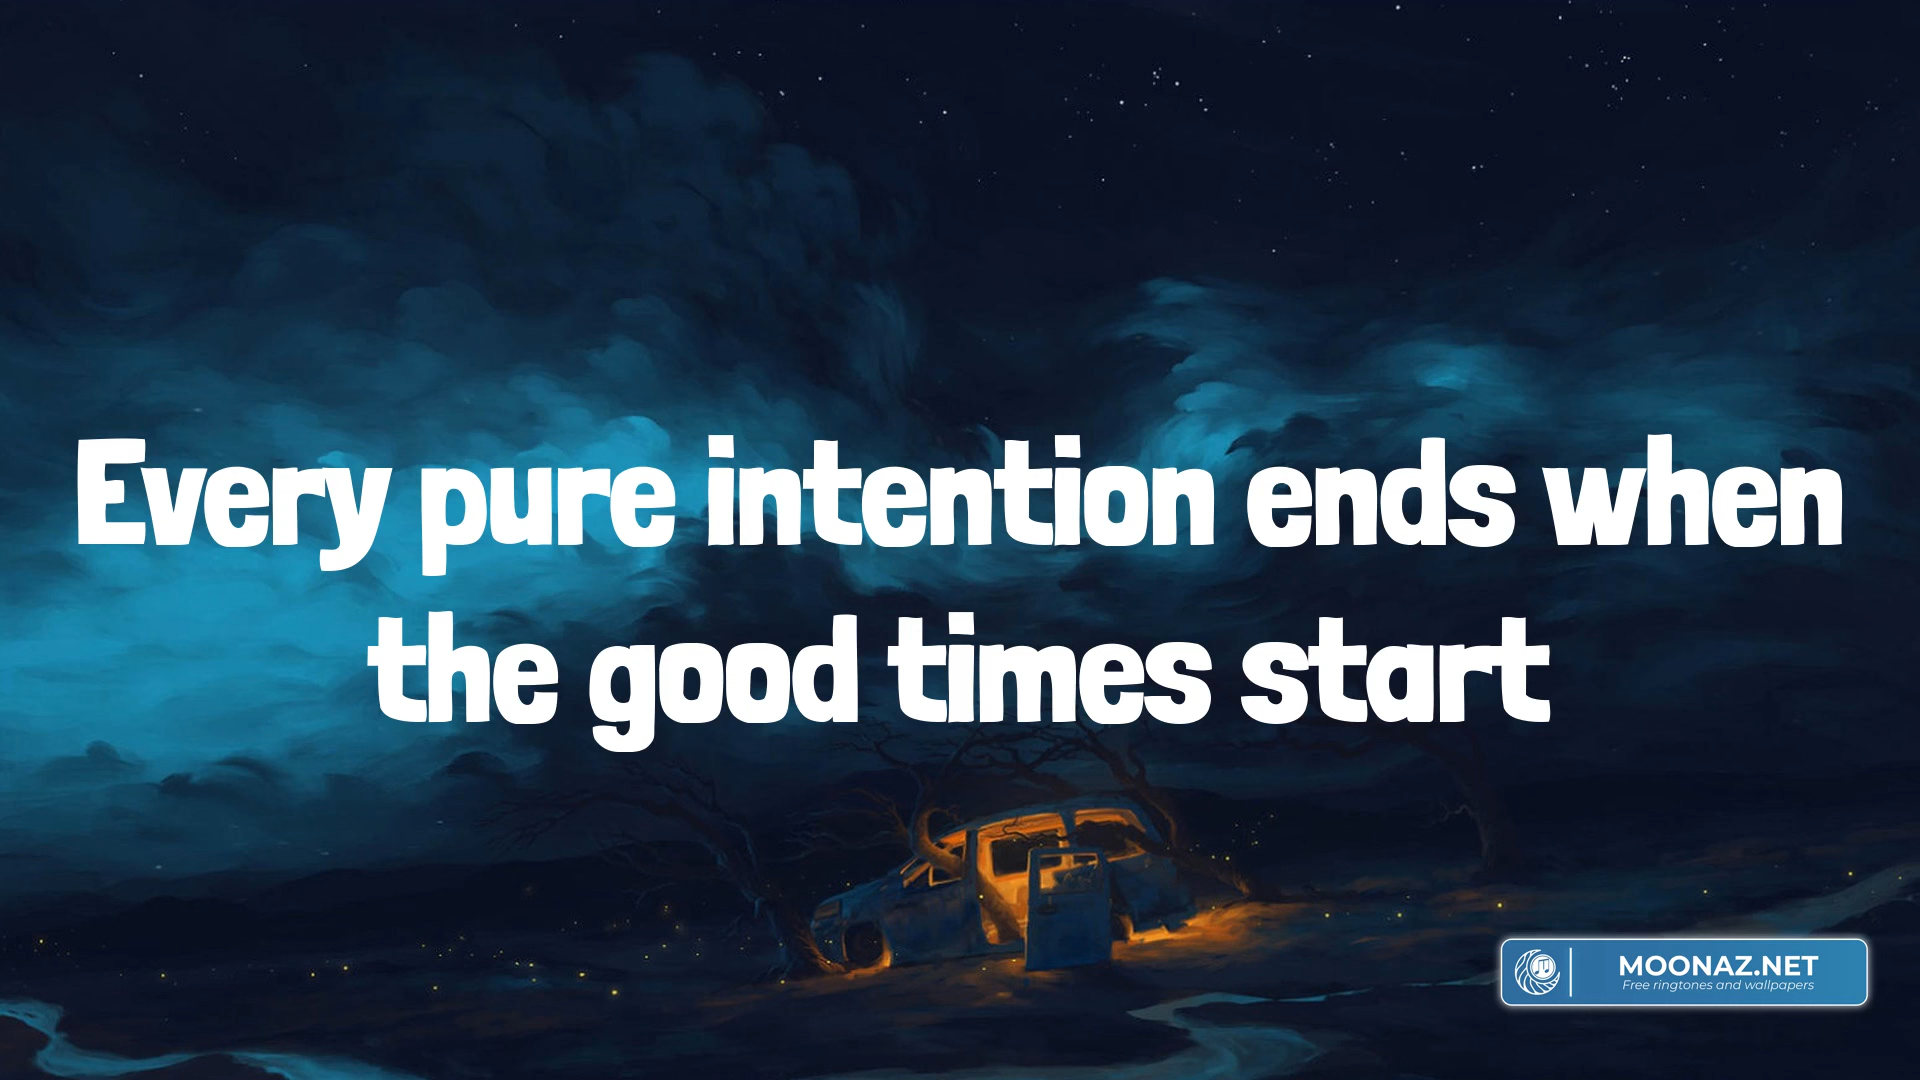 Every pure intention ends when
the good times start
MOONAZ.NET
Free ringtones and wallpapers